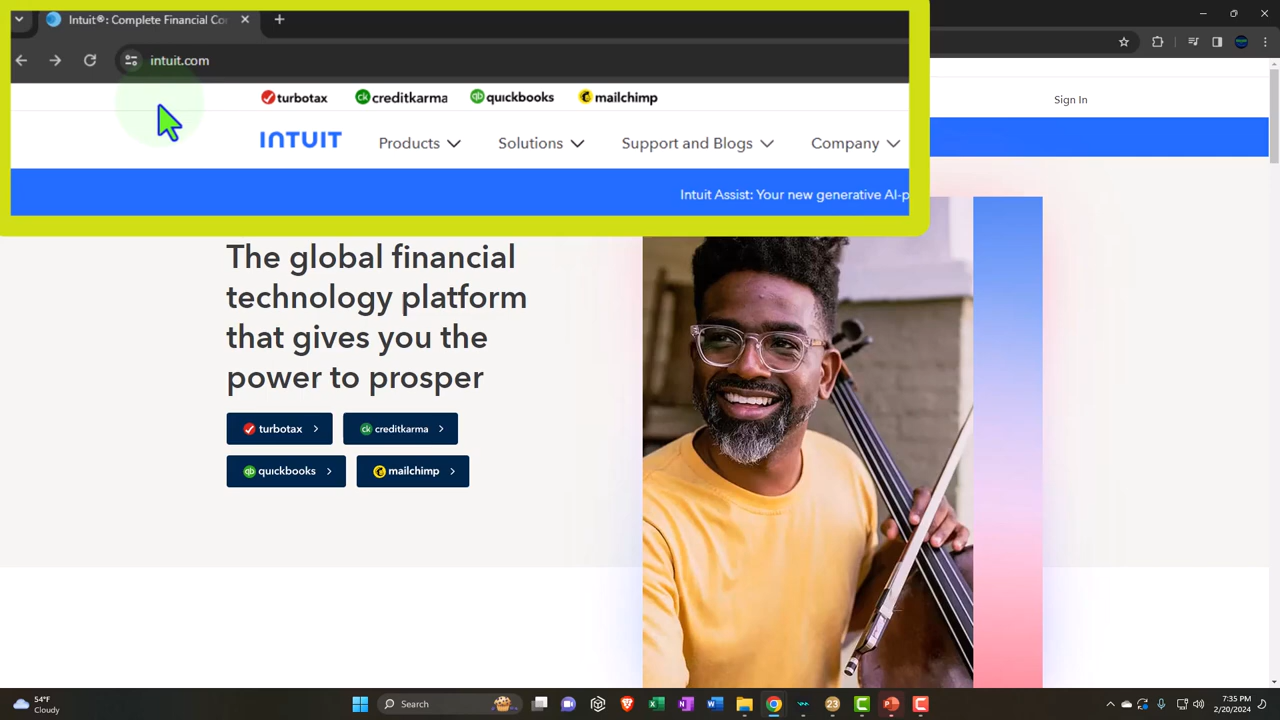 Intuit®: Complete Financial Co
intuit.com
turbotax creditkarma quickbooks mailchimp
INTUIT Products Solutions Support and Blogs Company
Sign In
Intuit Assist: Your new generative AI-p
The global financial
technology platform
that gives you the
power to prosper
turbotax creditkarma
quickbooks mailchimp
54°F
Cloudy
Search
23
7:35 PM
2/20/2024